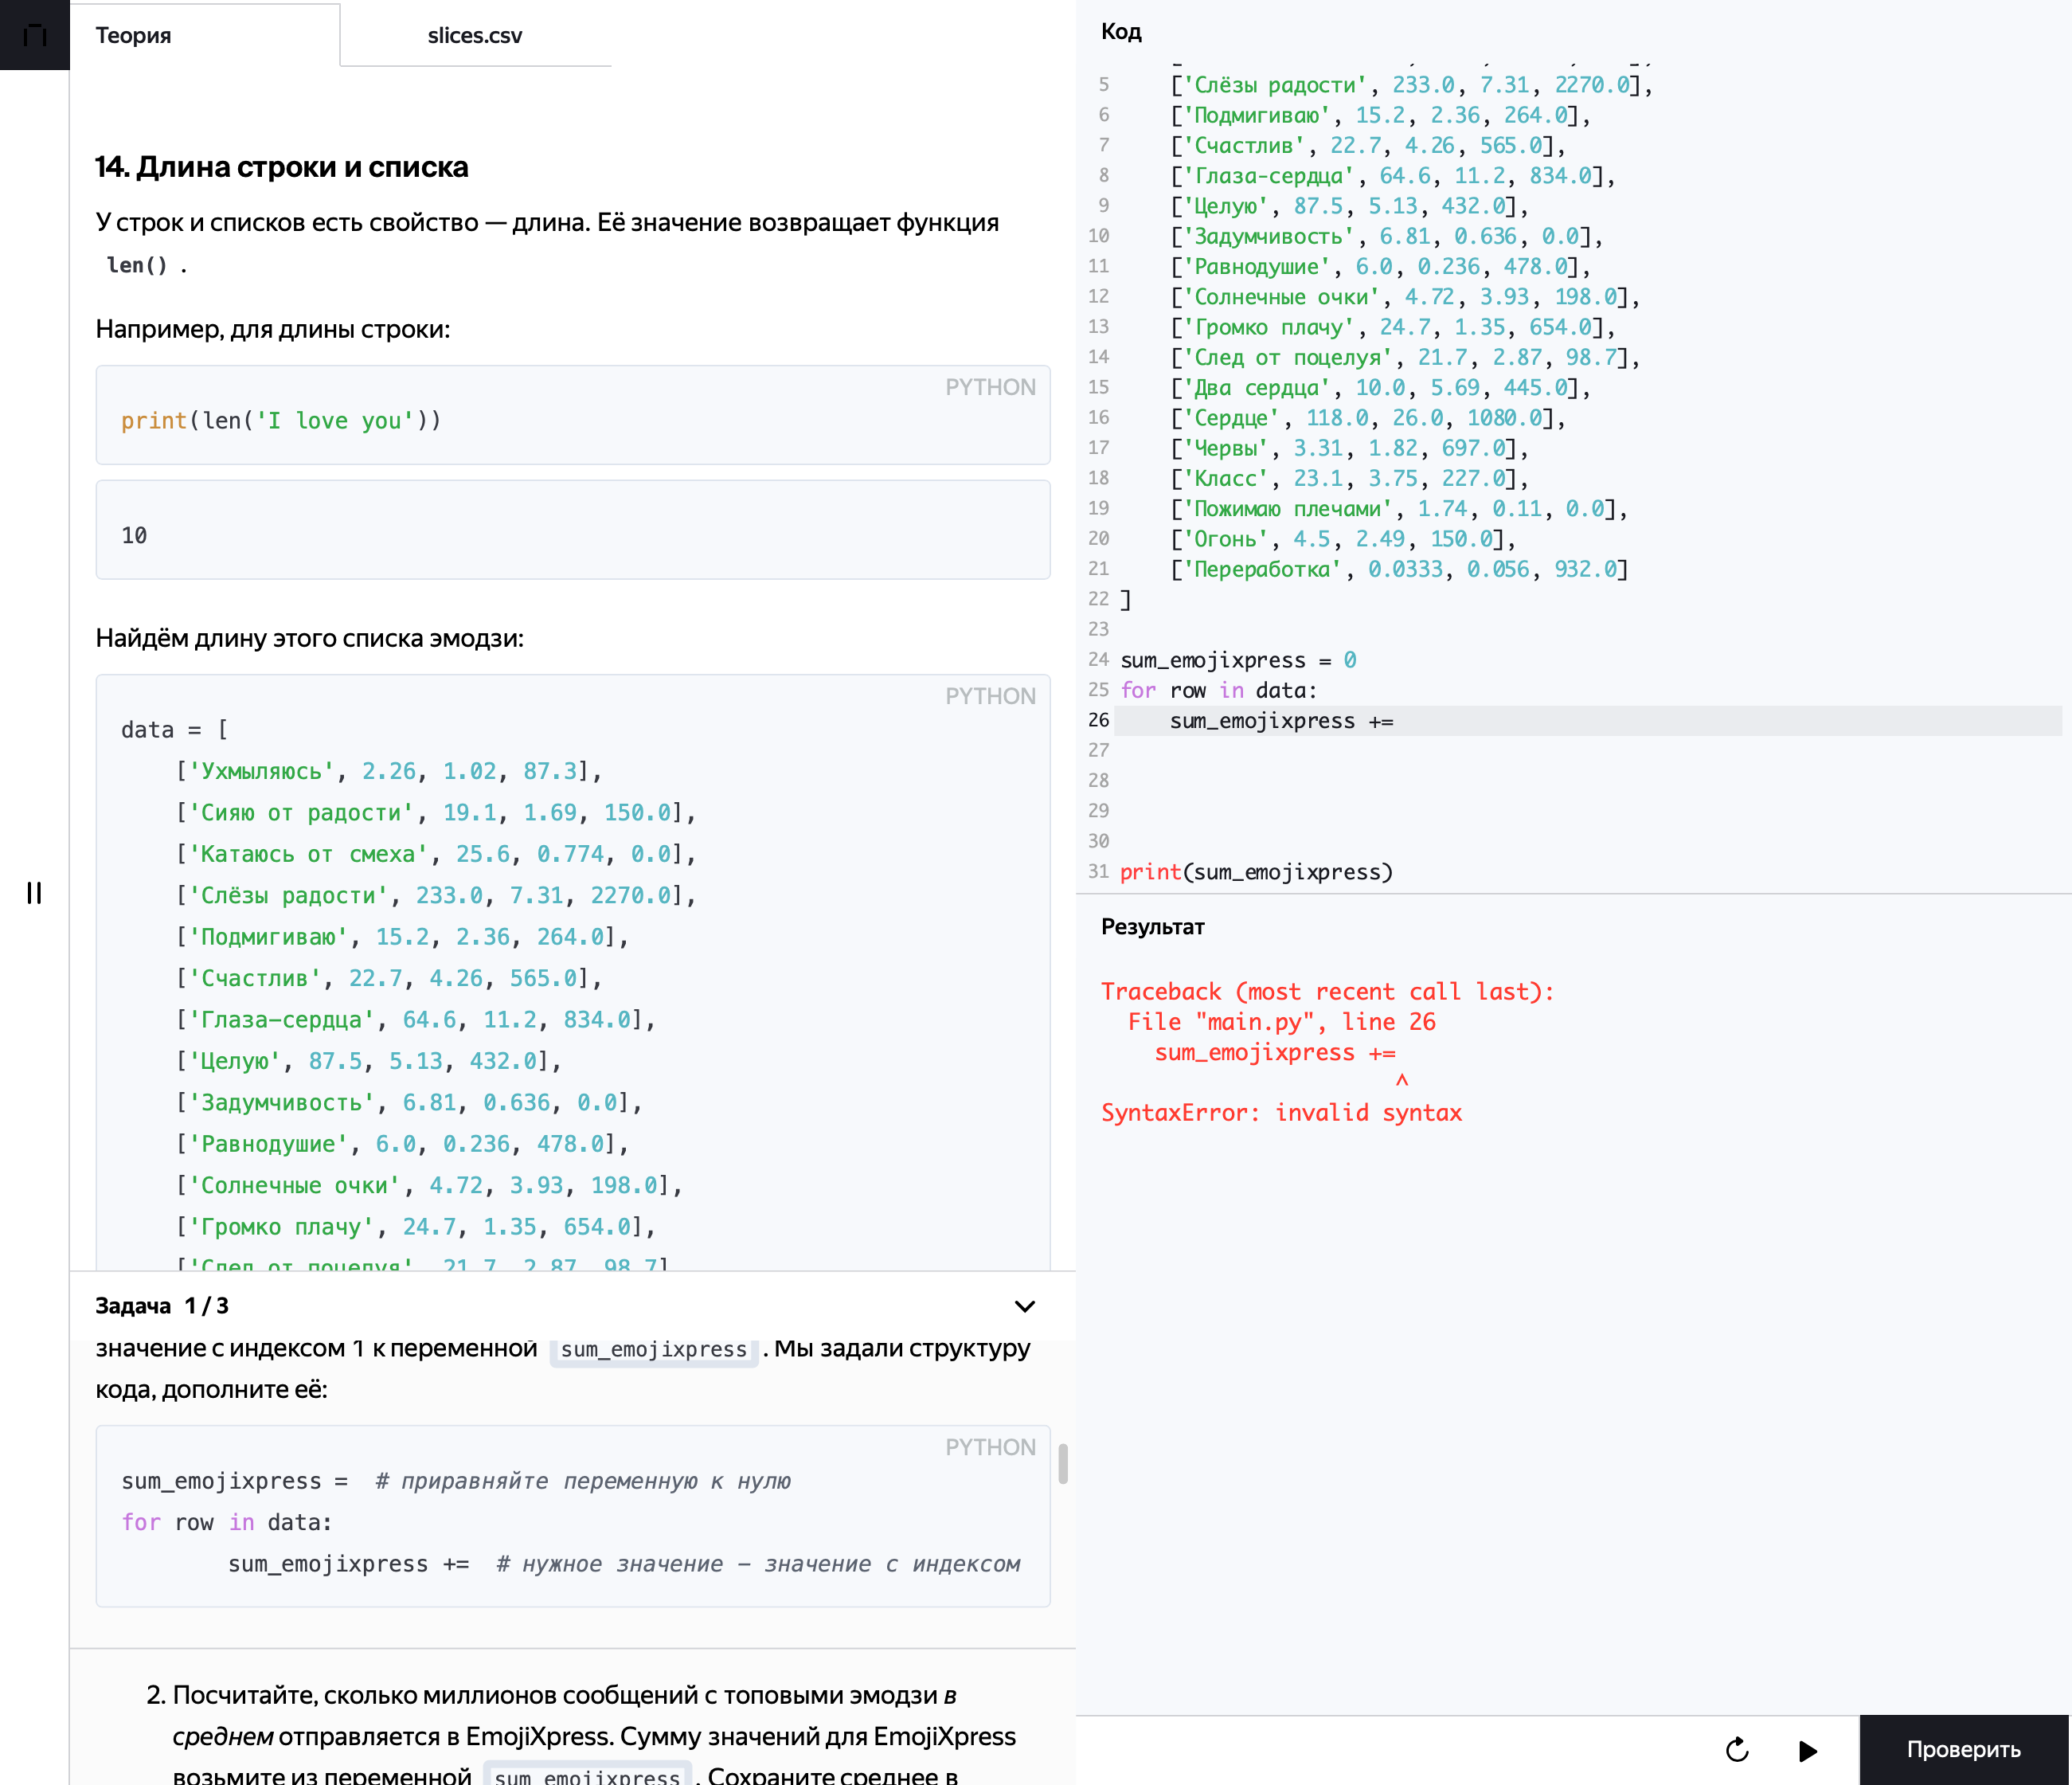 Теория
slices.csv
14. Длина строки и списка
У строк и списков есть свойство — длина. Её значение возвращает функция
len() .
Например, для длины строки:
PYTHON
print(len('I love you'))
10
Найдём длину этого списка эмодзи:
PYTHON
data = [
['Ухмыляюсь', 2.26, 1.02, 87.3],
['Сияю от радости', 19.1, 1.69, 150.0],
['Катаюсь от смеха', 25.6, 0.774, 0.0],
['Слёзы радости', 233.0, 7.31, 2270.0],
['Подмигиваю', 15.2, 2.36, 264.0],
['Счастлив', 22.7, 4.26, 565.0],
['Глаза-сердца', 64.6, 11.2, 834.0],
['Целую', 87.5, 5.13, 432.0],
['Задумчивость', 6.81, 0.636, 0.0],
['Равнодушие', 6.0, 0.236, 478.0],
['Солнечные очки', 4.72, 3.93, 198.0],
['Громко плачу', 24.7, 1.35, 654.0],
['След от поцелуя', 21.7, 2.87, 98.7]
Задача 1 / 3
значение с индексом 1 к переменной sum_emojixpress . Мы задали структуру
кода, дополните её:
PYTHON
sum_emojixpress = # приравняйте переменную к нулю
for row in data:
sum_emojixpress += # нужное значение — значение с индексом
2. Посчитайте, сколько миллионов сообщений с топовыми эмодзи в
среднем отправляется в EmojiXpress. Сумму значений для EmojiXpress
возьмите из переменной sum_emojixpress . Сохраните среднее в
Код
5 ['Слёзы радости', 233.0, 7.31, 2270.0],
6 ['Подмигиваю', 15.2, 2.36, 264.0],
7 ['Счастлив', 22.7, 4.26, 565.0],
8 ['Глаза-сердца', 64.6, 11.2, 834.0],
9 ['Целую', 87.5, 5.13, 432.0],
10 ['Задумчивость', 6.81, 0.636, 0.0],
11 ['Равнодушие', 6.0, 0.236, 478.0],
12 ['Солнечные очки', 4.72, 3.93, 198.0],
13 ['Громко плачу', 24.7, 1.35, 654.0],
14 ['След от поцелуя', 21.7, 2.87, 98.7],
15 ['Два сердца', 10.0, 5.69, 445.0],
16 ['Сердце', 118.0, 26.0, 1080.0],
17 ['Червы', 3.31, 1.82, 697.0],
18 ['Класс', 23.1, 3.75, 227.0],
19 ['Пожимаю плечами', 1.74, 0.11, 0.0],
20 ['Огонь', 4.5, 2.49, 150.0],
21 ['Переработка', 0.0333, 0.056, 932.0]
22 ]
23
24 sum_emojixpress = 0
25 for row in data:
26 sum_emojixpress +=
27
28
29
30
31 print(sum_emojixpress)
Результат
Traceback (most recent call last):
File "main.py", line 26
sum_emojixpress +=
^
SyntaxError: invalid syntax
Проверить